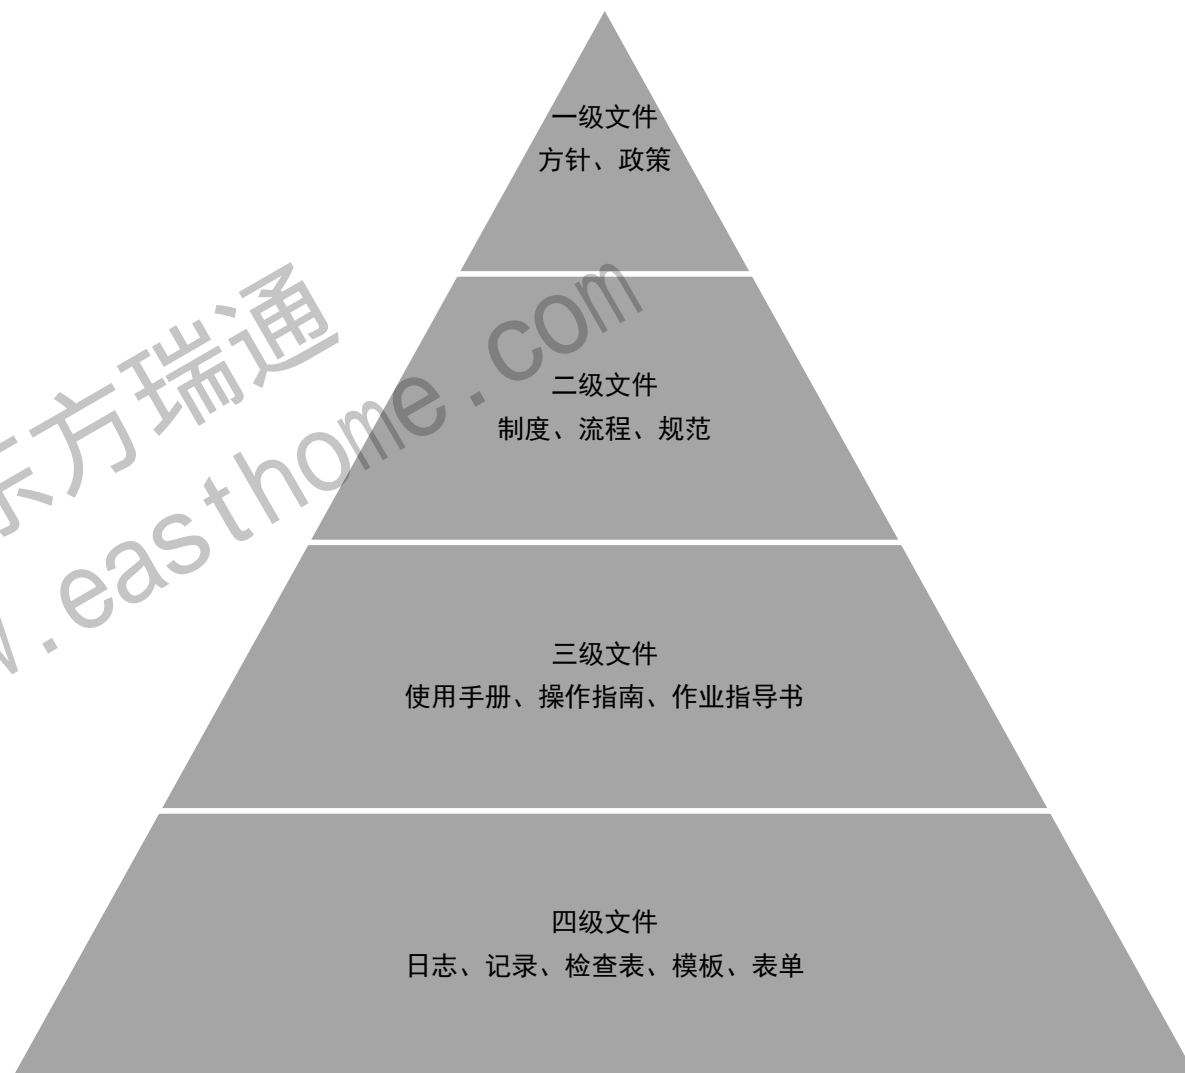 一级文件
方针、政策
二级文件
制度、流程、规范
三级文件
使用手册、操作指南、作业指导书
四级文件
日志、记录、检查表、模板、表单
东方瑞通
.easthome.com